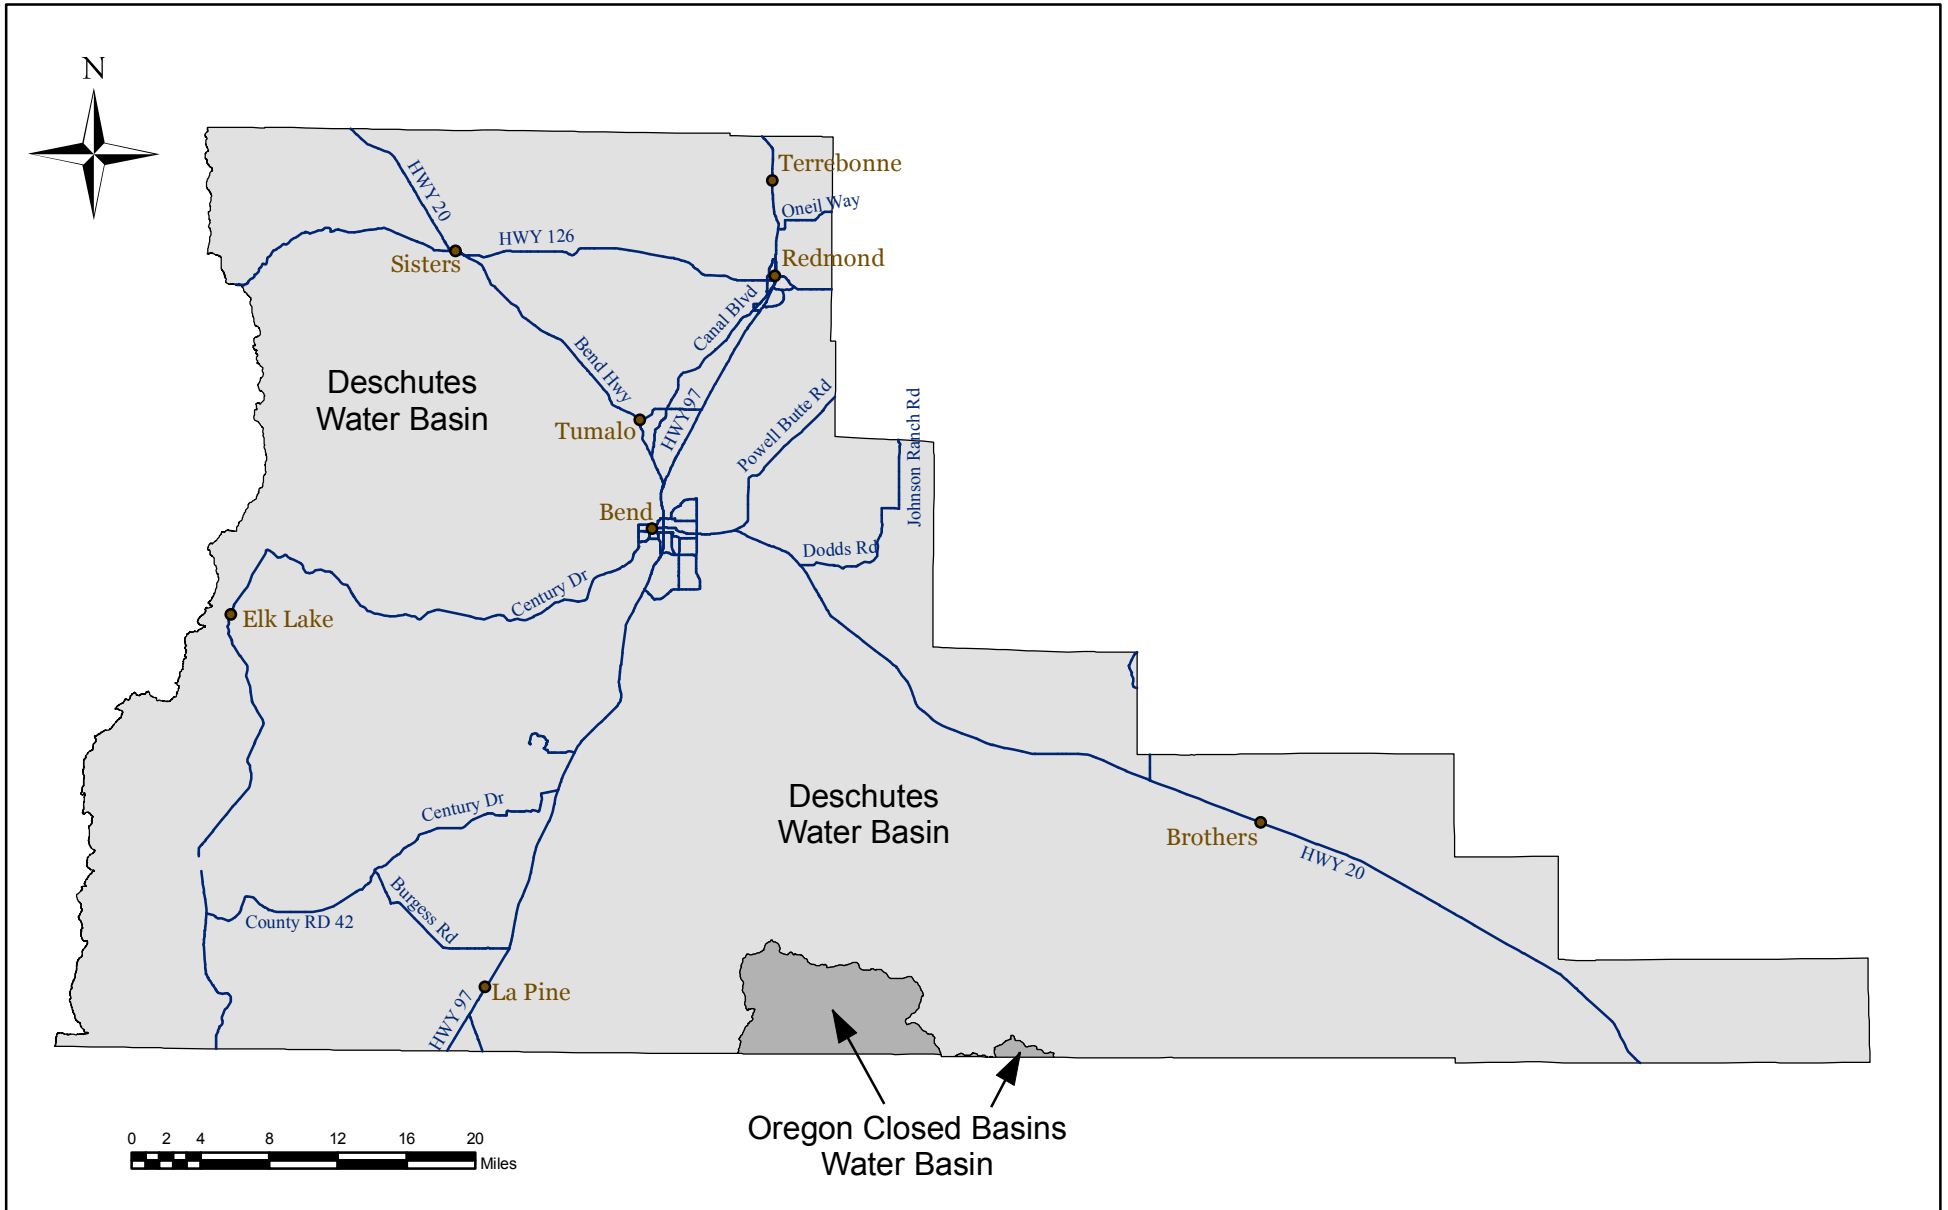 N
Terrebonne
HWY 20
Oneil Way
HWY 126
Sisters
Redmond
Canal Blvd
Bend Hwy
Deschutes
Water Basin
HWY 97
Powell Butte Rd
Johnson Ranch Rd
Tumalo
Bend
Dodds Rd
Century Dr
Elk Lake
Deschutes
Water Basin
Century Dr
Brothers
HWY 20
Burgess Rd
County RD 42
La Pine
HWY 97
Oregon Closed Basins
Water Basin
0 2 4 8 12 16 20
Miles